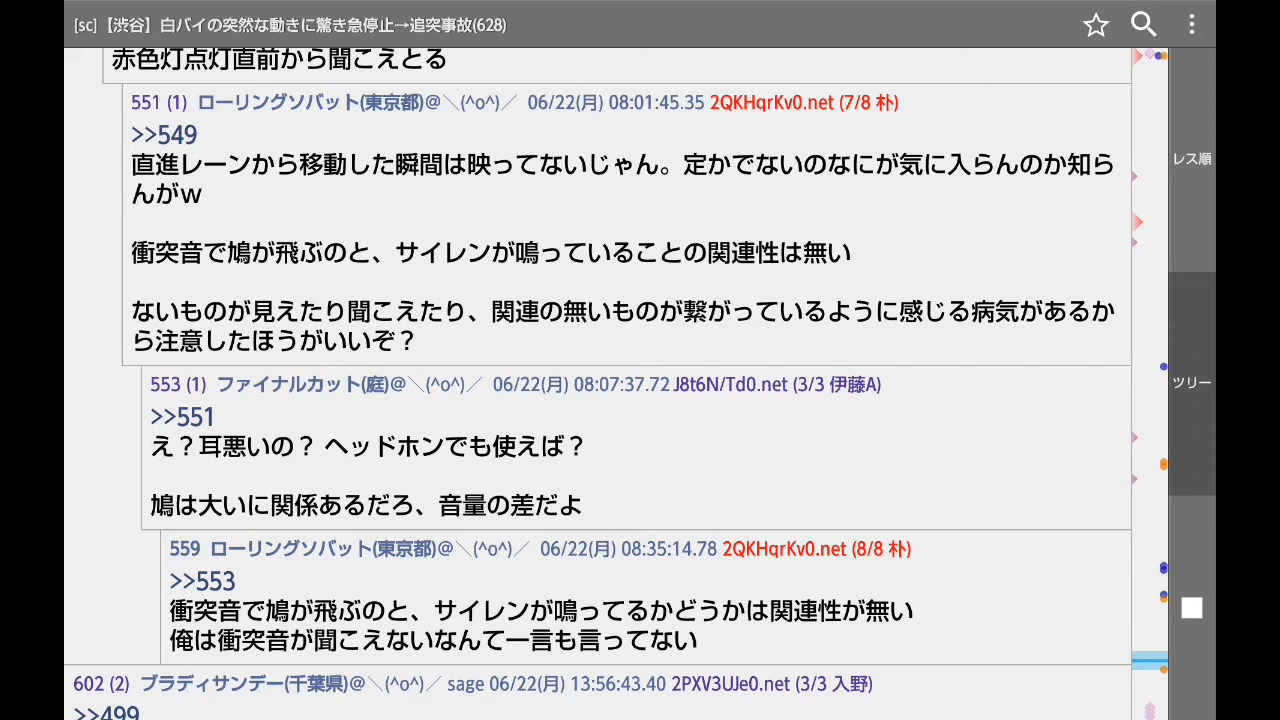 [sc]【渋谷】白バイの突然な動きに驚き急停止→追突事故(628)
赤色灯点灯直前から聞こえとる
551 (1) ローリングソバット(東京都)@＼(^o^)／ 06/22(月) 08:01:45.35 2QKHqrKv0.net (7/8 朴)
>>549
直進レーンから移動した瞬間は映ってないじゃん。定かでないのなにが気に入らんのか知ら
んがｗ
衝突音で鳩が飛ぶのと、サイレンが鳴っていることの関連性は無い
ないものが見えたり聞こえたり、関連の無いものが繋がっているように感じる病気があるか
ら注意したほうがいいぞ？
553 (1) ファイナルカット(庭)@＼(^o^)／ 06/22(月) 08:07:37.72 J8t6N/Td0.net (3/3 伊藤A)
>>551
え？耳悪いの？ ヘッドホンでも使えば？
鳩は大いに関係あるだろ、音量の差だよ
559 ローリングソバット(東京都)@＼(^o^)／ 06/22(月) 08:35:14.78 2QKHqrKv0.net (8/8 朴)
>>553
衝突音で鳩が飛ぶのと、サイレンが鳴ってるかどうかは関連性が無い
俺は衝突音が聞こえないなんて一言も言ってない
602 (2) ブラディサンデー(千葉県)@＼(^o^)／ sage 06/22(月) 13:56:43.40 2PXV3UJe0.net (3/3 入野)
>>499
レス順
ツリー